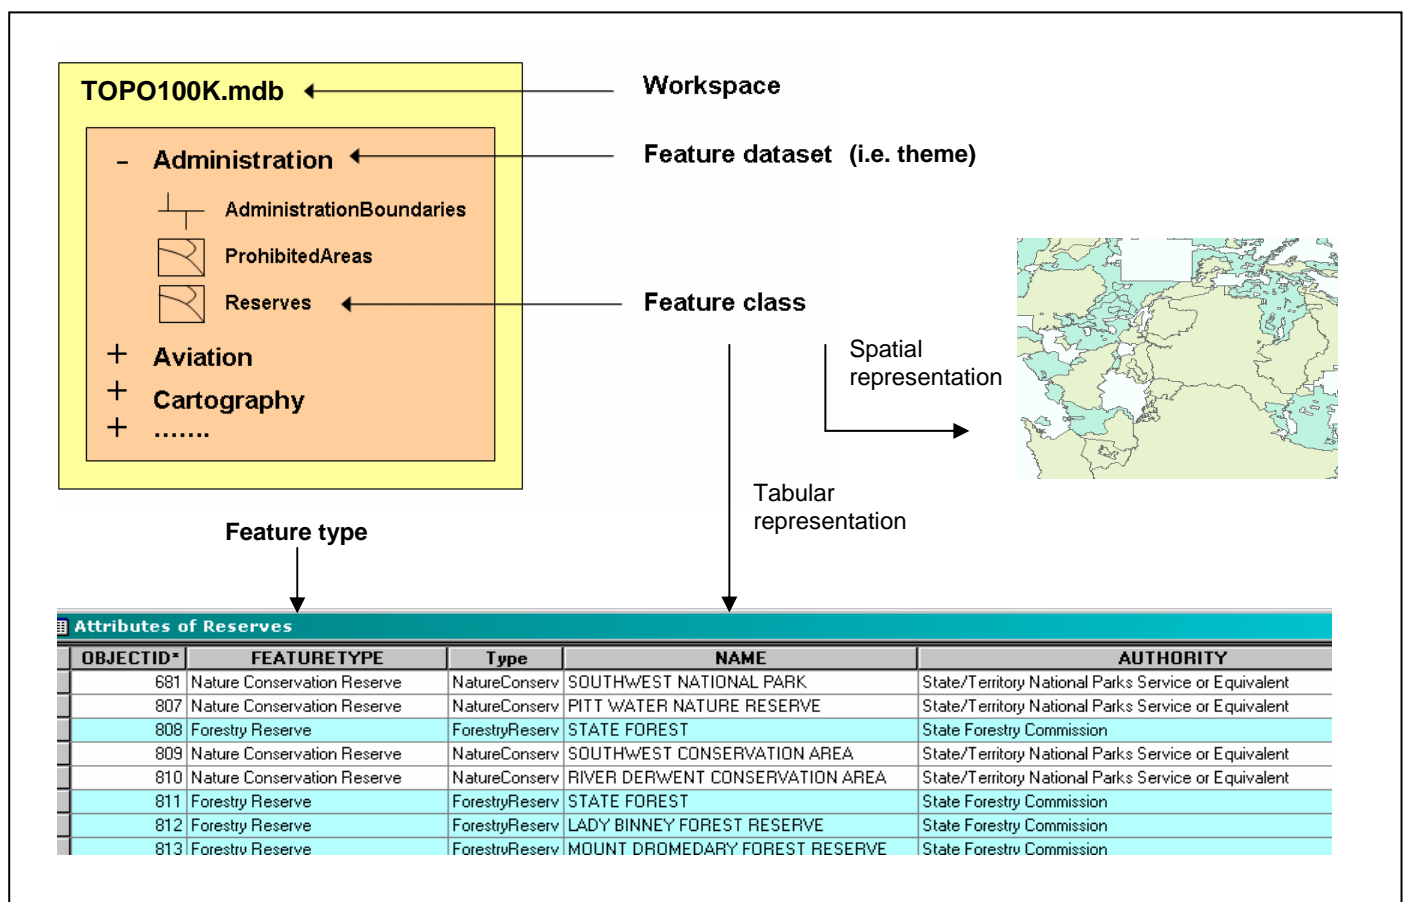 TOPO100K.mdb
Workspace
- Administration
Feature dataset (i.e. theme)
AdministrationBoundaries
ProhibitedAreas
Reserves
Feature class
+ Aviation
+ Cartography
+ .......
Spatial
representation
Tabular
representation
Feature type
Attributes of Reserves
OBJECTID* FEATURETYPE Type NAME AUTHORITY
681 Nature Conservation Reserve NatureConserv SOUTHWEST NATIONAL PARK State/Territory National Parks Service or Equivalent
807 Nature Conservation Reserve NatureConserv PITT WATER NATURE RESERVE State/Territory National Parks Service or Equivalent
808 Forestry Reserve ForestryReserv STATE FOREST State Forestry Commission
809 Nature Conservation Reserve NatureConserv SOUTHWEST CONSERVATION AREA State/Territory National Parks Service or Equivalent
810 Nature Conservation Reserve NatureConserv RIVER DERWENT CONSERVATION AREA State/Territory National Parks Service or Equivalent
811 Forestry Reserve ForestryReserv STATE FOREST State Forestry Commission
812 Forestry Reserve ForestryReserv LADY BINNEY FOREST RESERVE State Forestry Commission
813 Forestry Reserve ForestryReserv MOUNT DROMEDARY FOREST RESERVE State Forestry Commission